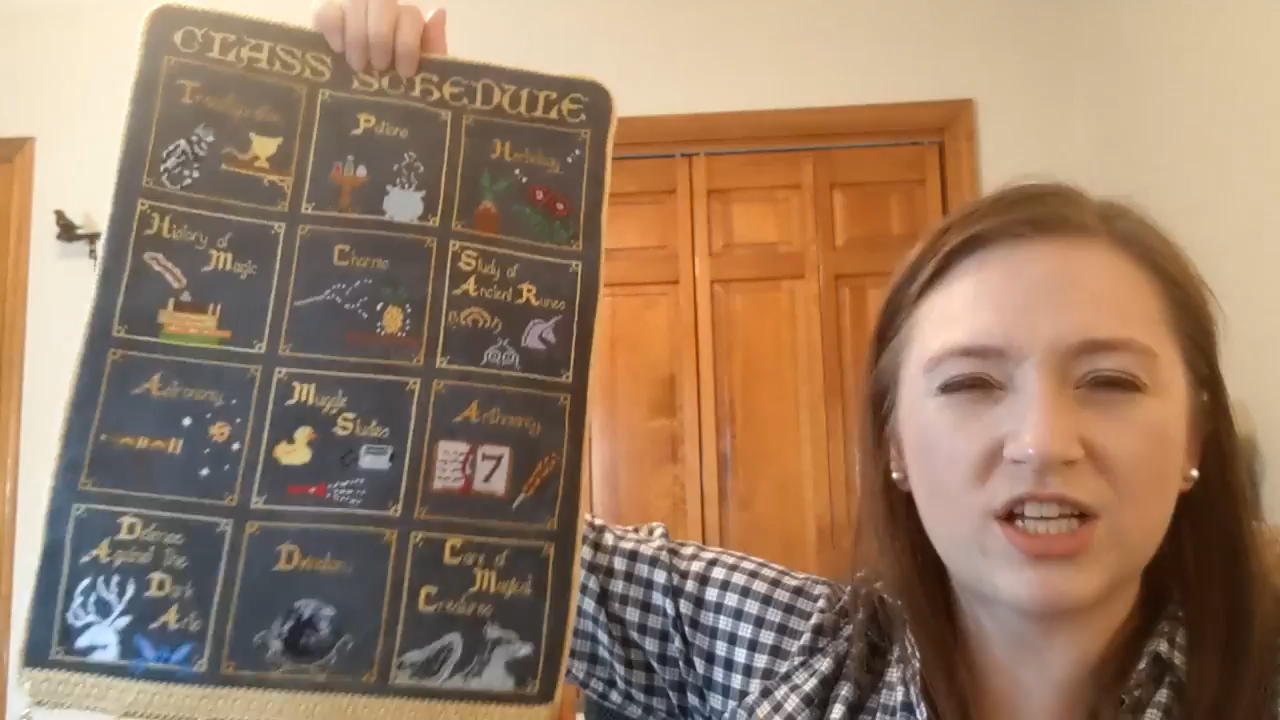 CLASS SCHEDULE
Transfiguration
Potions
Herbology
History of
Magic
Charms
Study of
Ancient Runes
Astronomy
Muggle
Studies
Arithmancy
7
Defense
Against The
Dark
Arts
Divination
Care of
Magical
Creatures